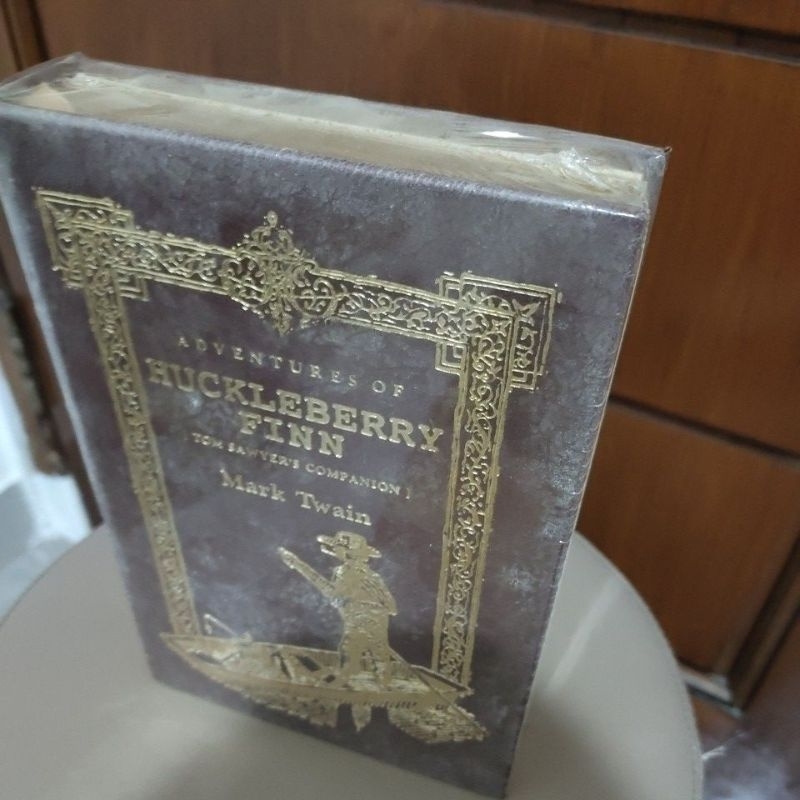 ADVENTURES OF
HUCKLEBERRY
FINN
[TOM SAWYER'S COMPANION]
Mark Twain